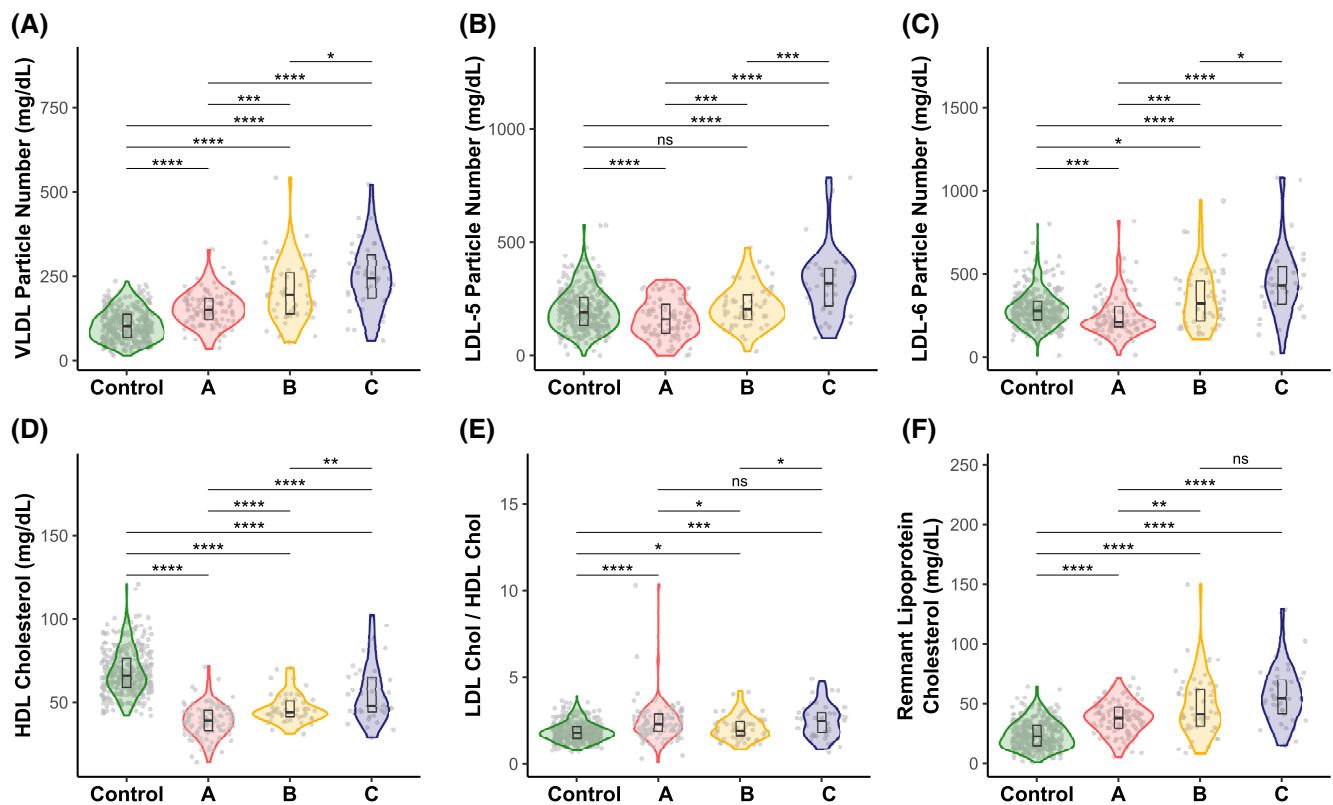 (A)
VLDL Particle Number (mg/dL)
750
500
250
0
*
****
***
****
****
****
Control A B C
(B)
LDL-5 Particle Number (mg/dL)
1000
500
0
***
****
***
****
ns
****
Control A B C
(C)
LDL-6 Particle Number (mg/dL)
1500
1000
500
0
*
****
***
****
*
***
Control A B C
(D)
HDL Cholesterol (mg/dL)
150
100
50
**
****
****
****
****
****
Control A B C
(E)
LDL Chol / HDL Chol
15
10
5
0
*
ns
*
***
*
****
Control A B C
(F)
Remnant Lipoprotein
Cholesterol (mg/dL)
250
200
150
100
50
0
ns
****
**
****
****
****
Control A B C